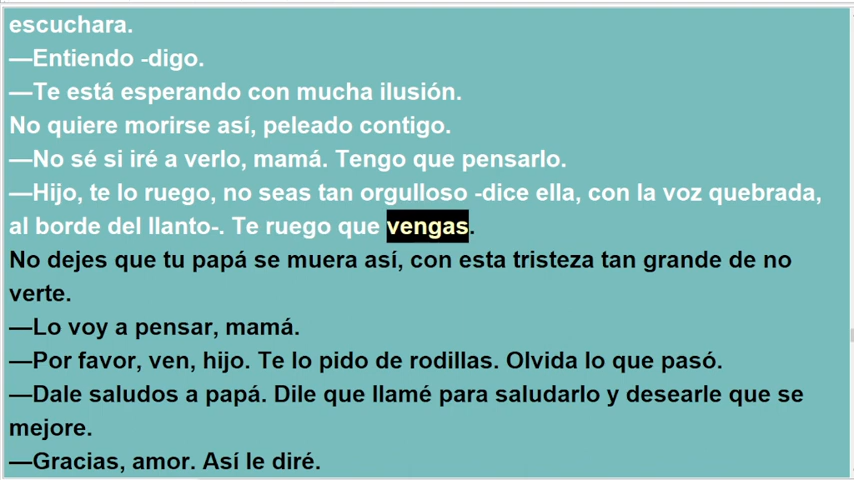 escuchara.
—Entiendo -digo.
—Te está esperando con mucha ilusión.
No quiere morirse así, peleado contigo.
—No sé si iré a verlo, mamá. Tengo que pensarlo.
—Hijo, te lo ruego, no seas tan orgulloso -dice ella, con la voz quebrada,
al borde del llanto-. Te ruego que vengas.
No dejes que tu papá se muera así, con esta tristeza tan grande de no
verte.
—Lo voy a pensar, mamá.
—Por favor, ven, hijo. Te lo pido de rodillas. Olvida lo que pasó.
—Dale saludos a papá. Dile que llamé para saludarlo y desearle que se
mejore.
—Gracias, amor. Así le diré.